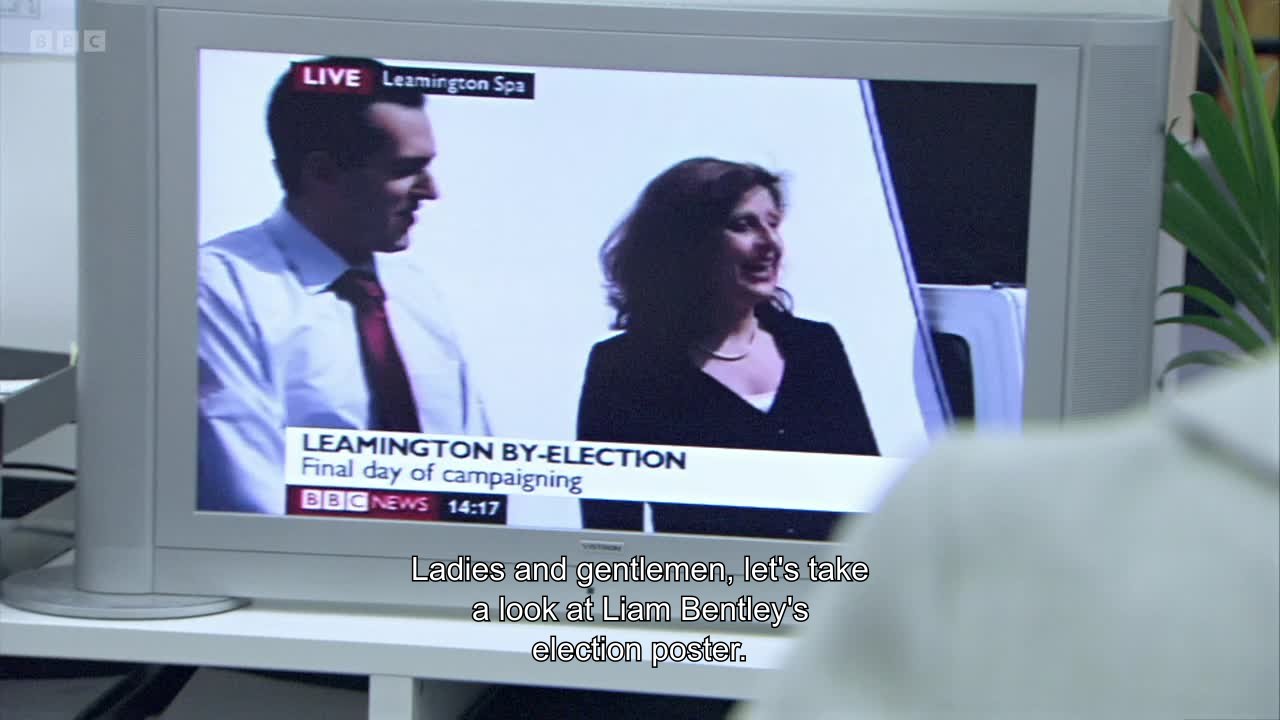 BBC
LIVE Leamington Spa
LEAMINGTON BY-ELECTION
Final day of campaigning
BBC NEWS 14:17
Ladies and gentlemen, let's take
a look at Liam Bentley's
election poster.